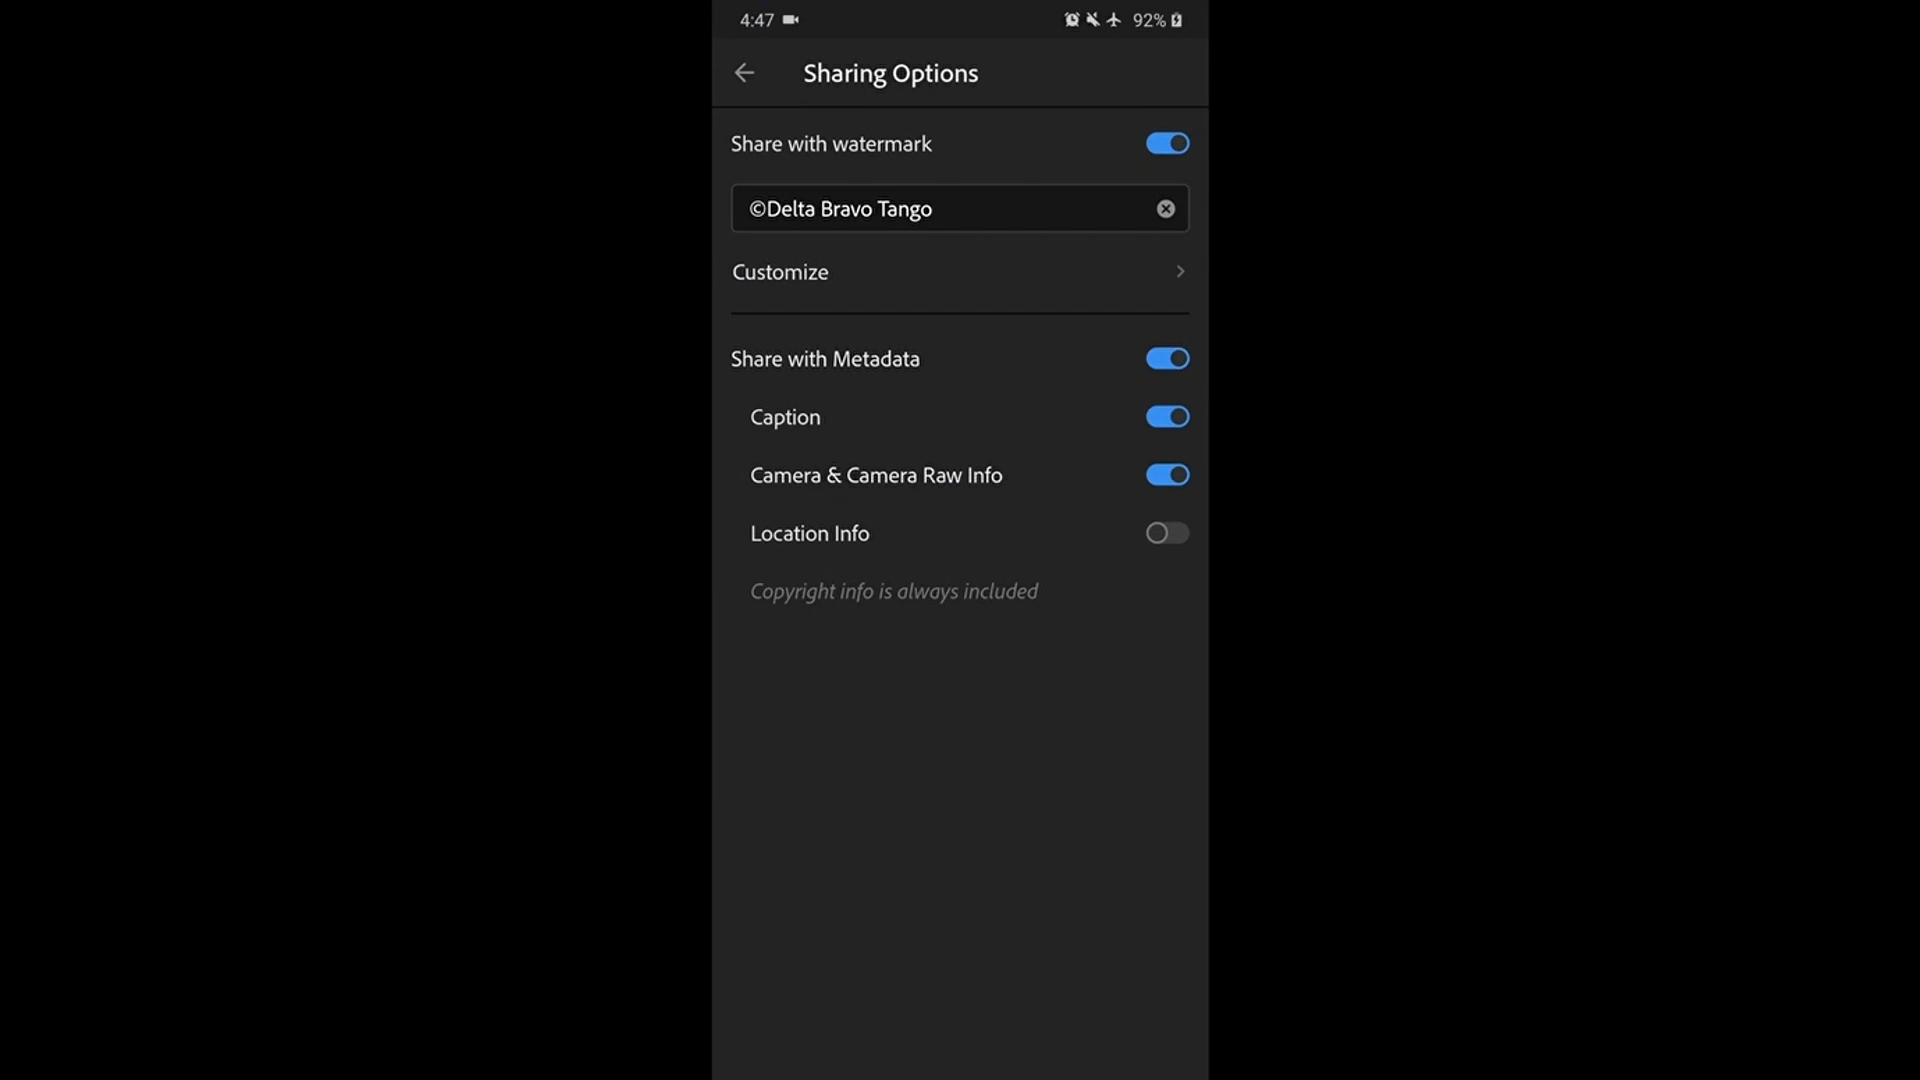 4:47 92%
Sharing Options
Share with watermark
©Delta Bravo Tango
Customize
Share with Metadata
Caption
Camera & Camera Raw Info
Location Info
Copyright info is always included